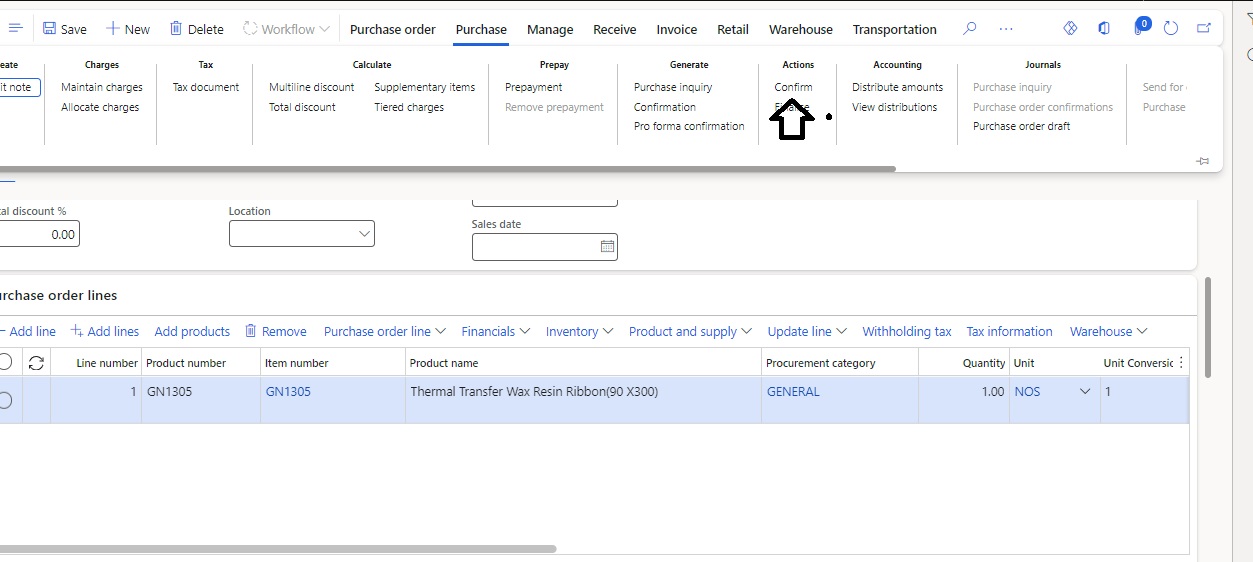 Save New Delete Workflow Purchase order Purchase Manage Receive Invoice Retail Warehouse Transportation 0
Charges Tax Calculate Prepay Generate Actions Accounting Journals
note Maintain charges Tax document Multiline discount Supplementary items Prepayment Purchase inquiry Confirm Distribute amounts Purchase inquiry Send for
Allocate charges Total discount Tiered charges Remove prepayment Confirmation View distributions Purchase order confirmations Purchase
Pro forma confirmation Purchase order draft
discount % Location
0.00
Sales date
Purchase order lines
Add line Add lines Add products Remove Purchase order line Financials Inventory Product and supply Update line Withholding tax Tax information Warehouse
Line number Product number Item number Product name Procurement category Quantity Unit Unit Conversic
1 GN1305 GN1305 Thermal Transfer Wax Resin Ribbon(90 X300) GENERAL 1.00 NOS 1